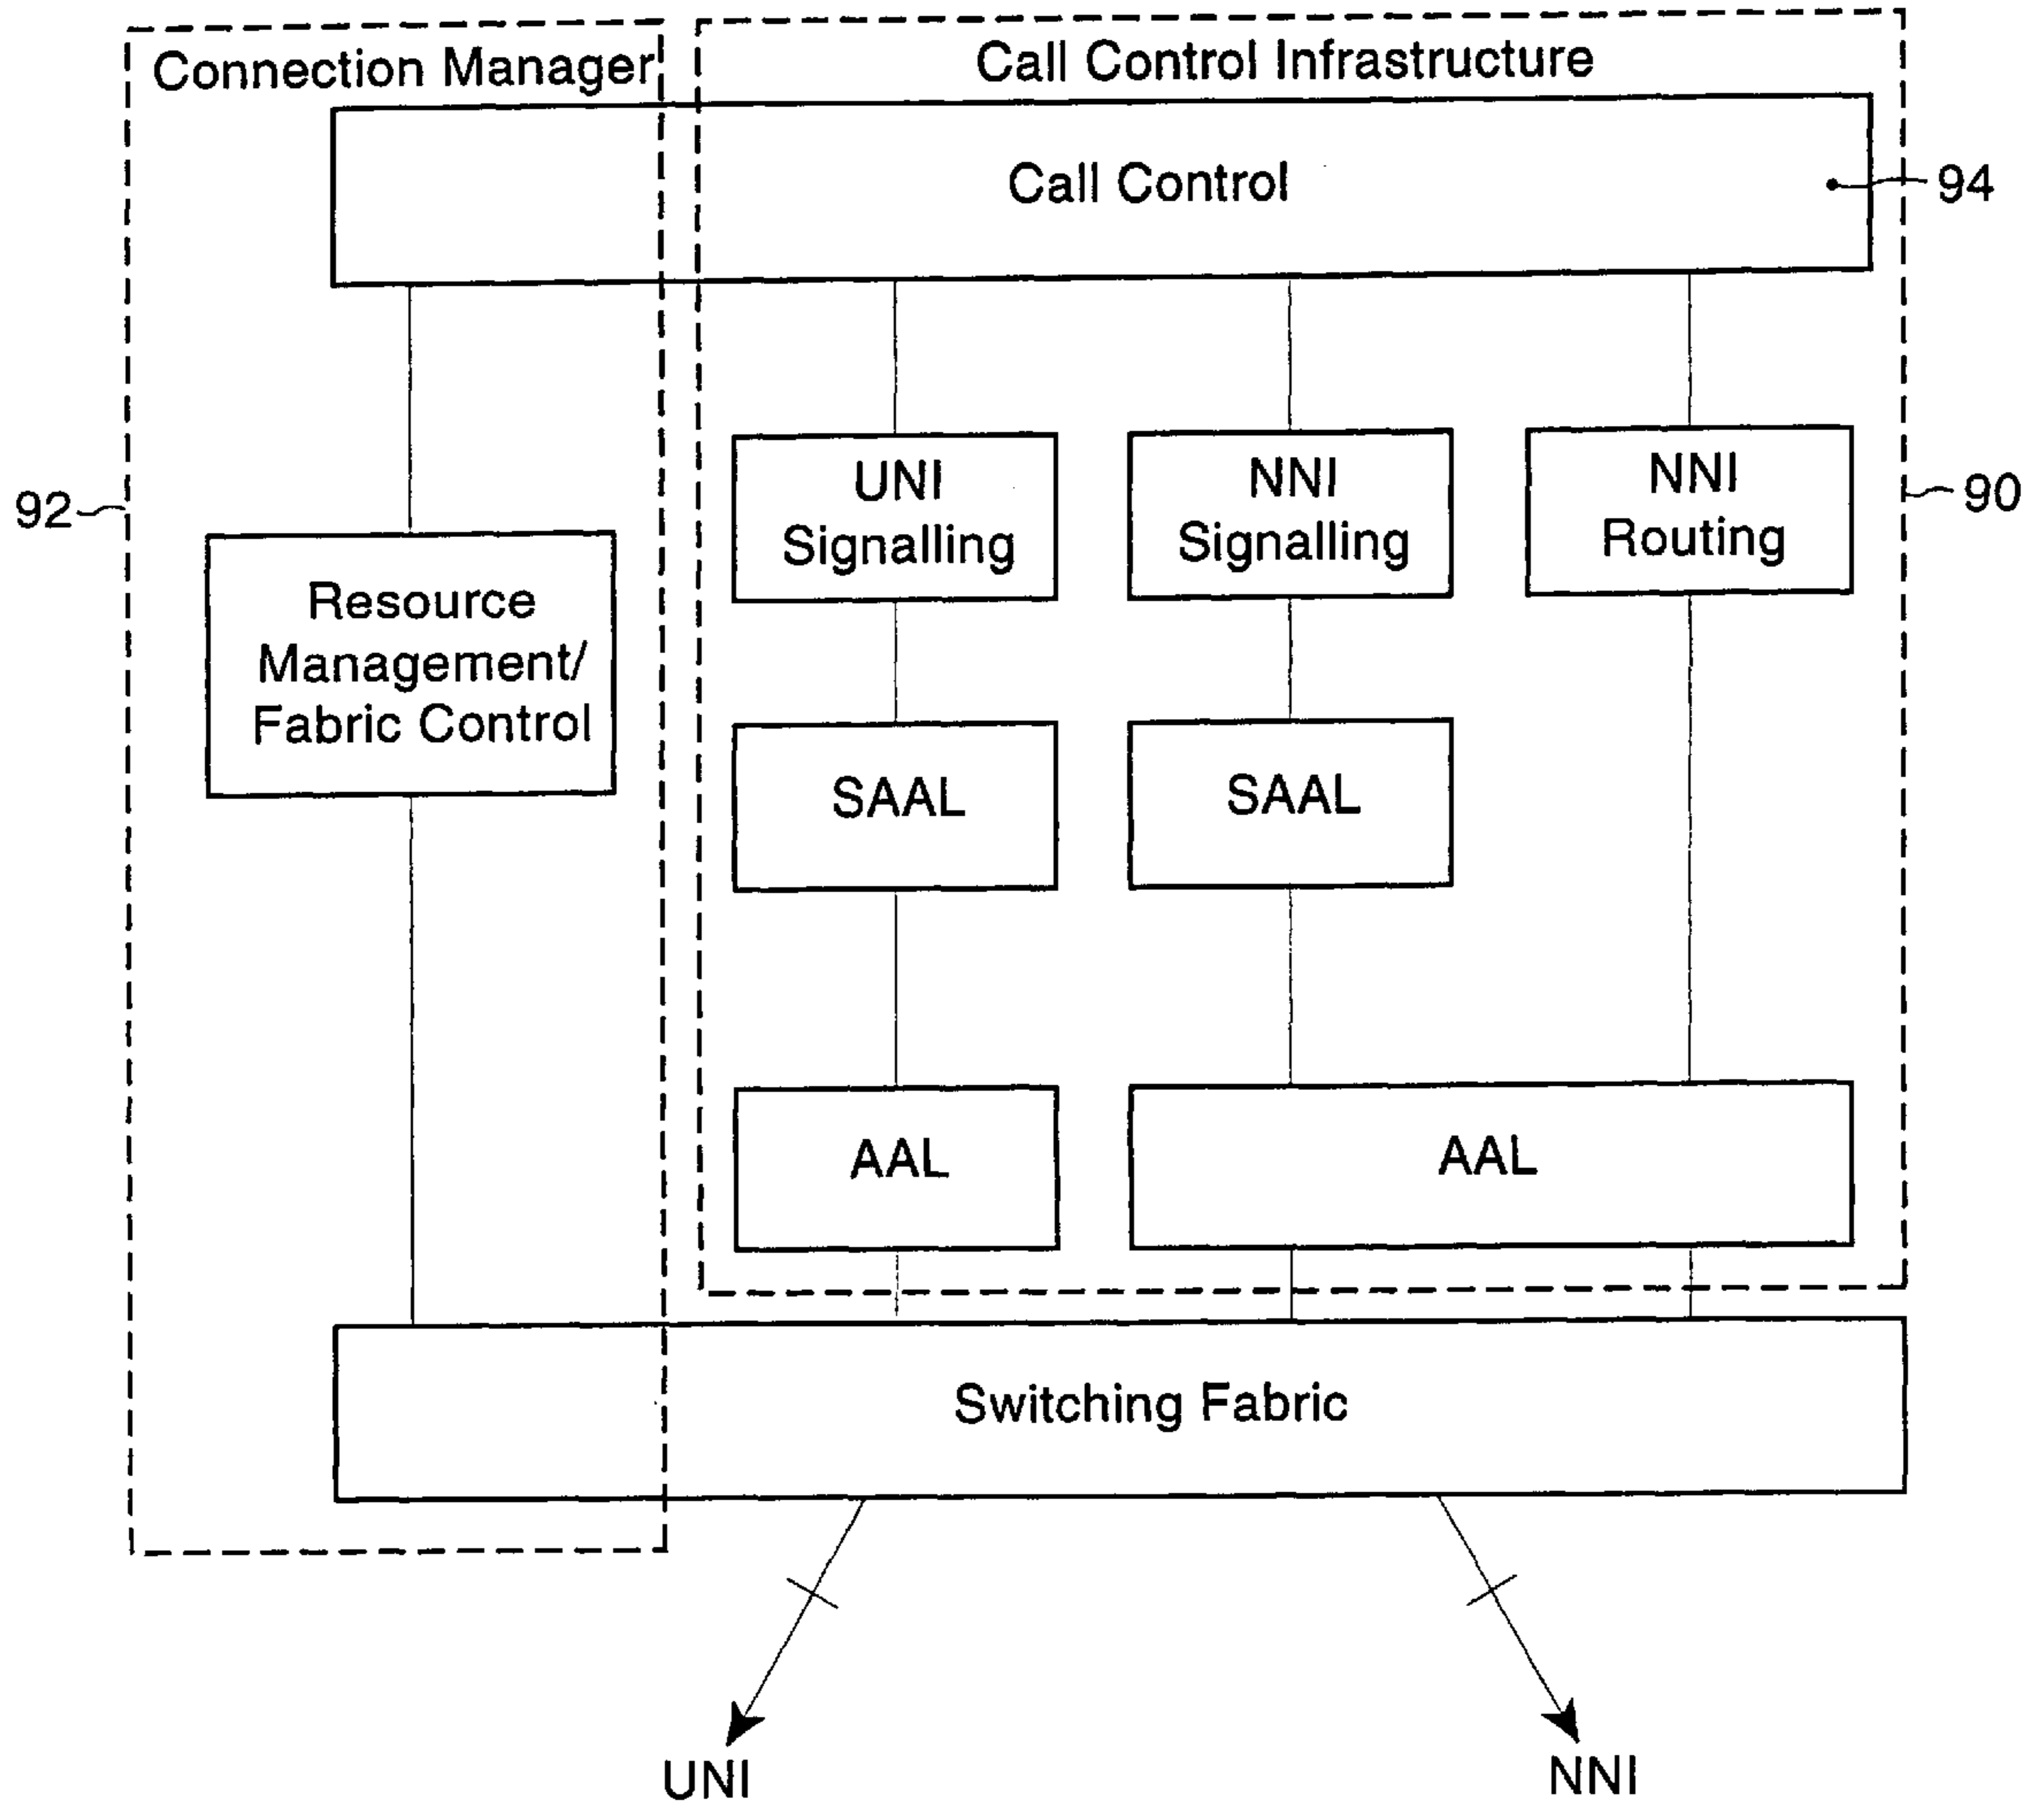 Connection Manager
Call Control Infrastructure
Call Control
94
92
90
UNI
Signalling
NNI
Signalling
NNI
Routing
Resource
Management/
Fabric Control
SAAL
SAAL
AAL
AAL
Switching Fabric
UNI
NNI